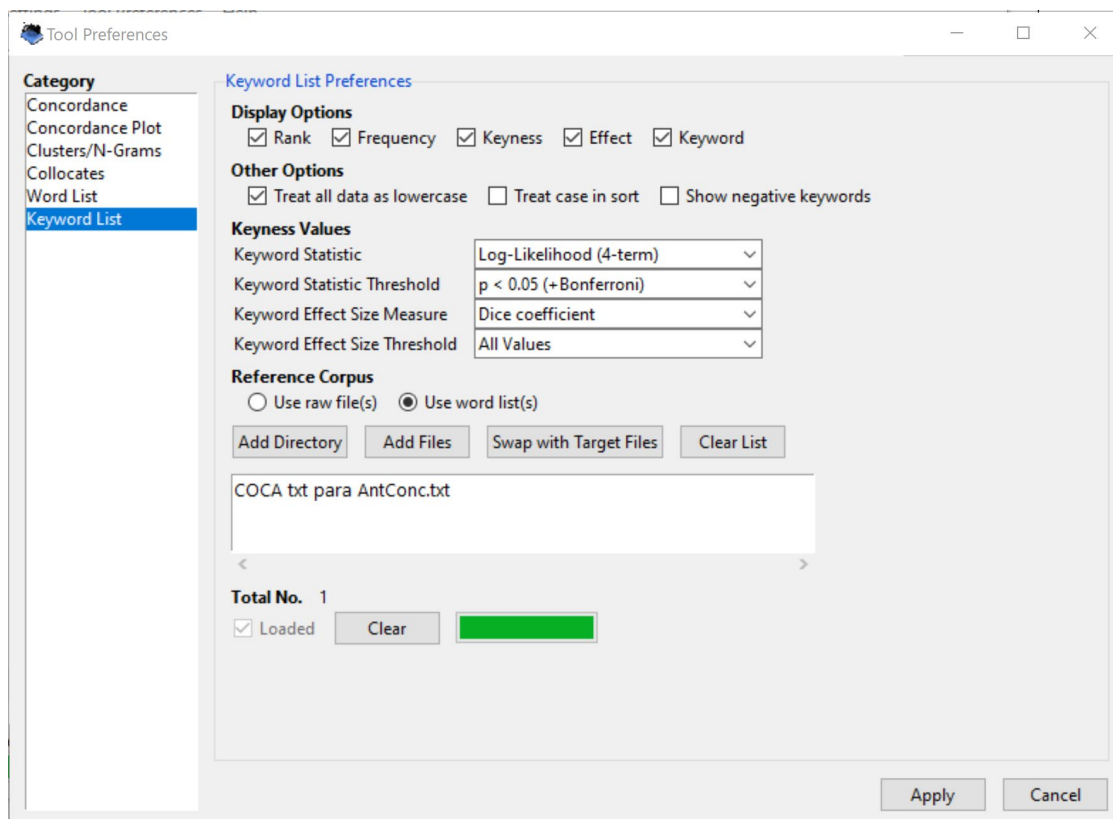 Tool Preferences
Category
Concordance
Concordance Plot
Clusters/N-Grams
Collocates
Word List
Keyword List
Keyword List Preferences
Display Options
Rank Frequency Keyness Effect Keyword
Other Options
Treat all data as lowercase Treat case in sort Show negative keywords
Keyness Values
Keyword Statistic Log-Likelihood (4-term)
Keyword Statistic Threshold p < 0.05 (+Bonferroni)
Keyword Effect Size Measure Dice coefficient
Keyword Effect Size Threshold All Values
Reference Corpus
Use raw file(s) Use word list(s)
Add Directory Add Files Swap with Target Files Clear List
COCA txt para AntConc.txt
Total No. 1
Loaded Clear
Apply Cancel